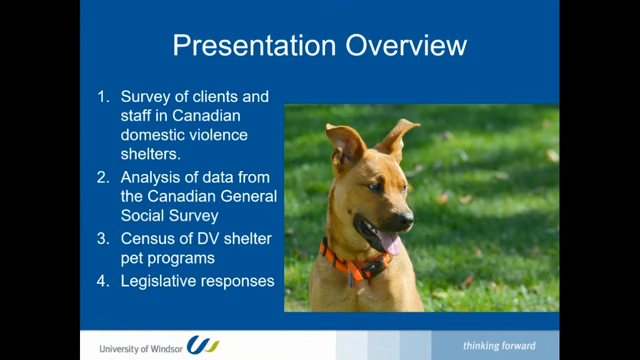 Presentation Overview
1. Survey of clients and
staff in Canadian
domestic violence
shelters.
2. Analysis of data from
the Canadian General
Social Survey
3. Census of DV shelter
pet programs
4. Legislative responses
University of Windsor
thinking forward